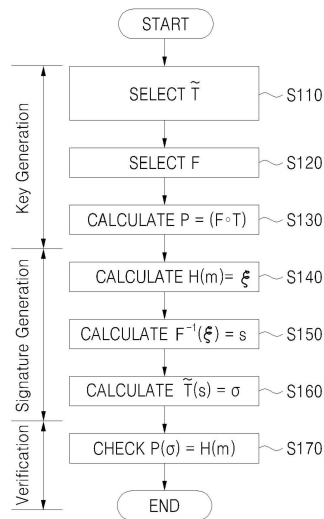 START
Key Generation
SELECT T̃
S110
SELECT F
S120
CALCULATE P = (F∘T)
S130
Signature Generation
CALCULATE H(m)= ξ
S140
CALCULATE F⁻¹(ξ) = s
S150
CALCULATE T̃(s) = σ
S160
Verification
CHECK P(σ) = H(m)
S170
END